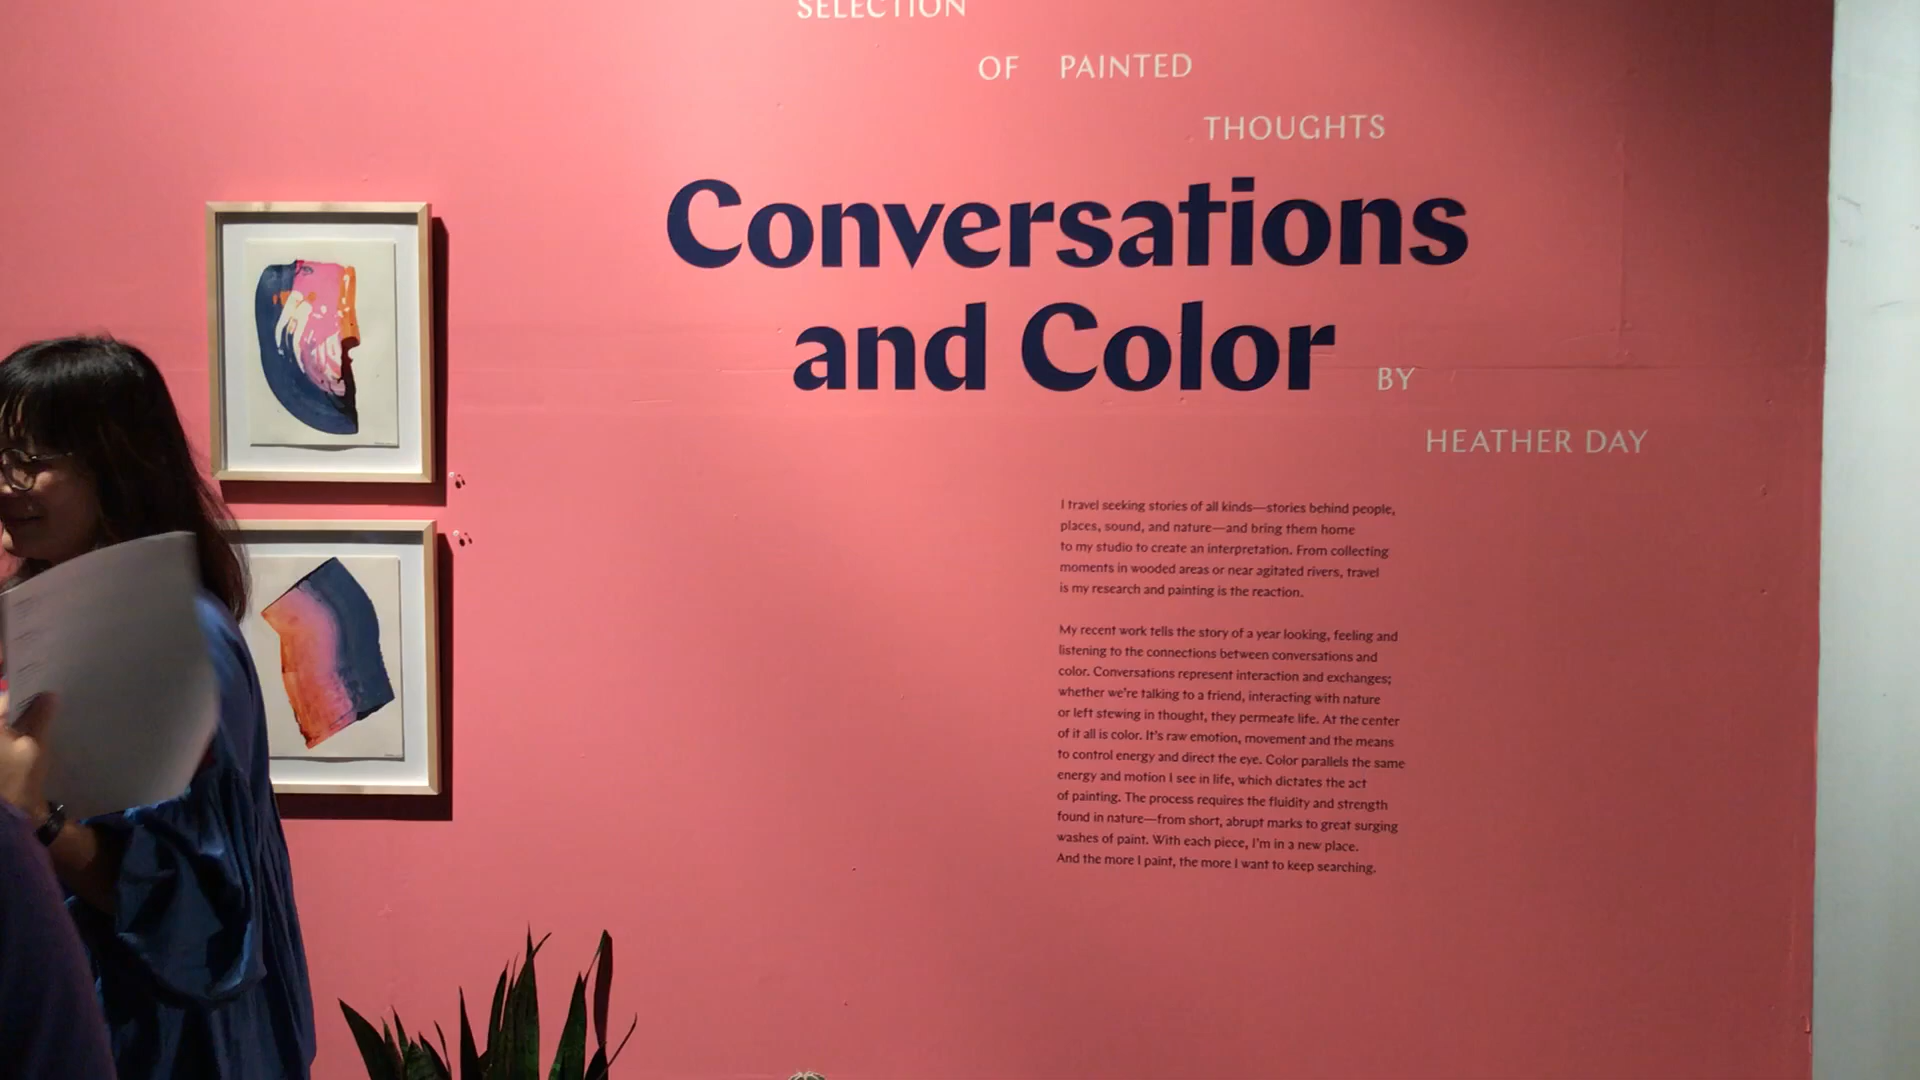 SELECTION
OF PAINTED
THOUGHTS
Conversations
and Color
BY
HEATHER DAY
I travel seeking stories of all kinds—stories behind people,
places, sound, and nature—and bring them home
to my studio to create an interpretation. From collecting
moments in wooded areas or near agitated rivers, travel
is my research and painting is the reaction.
My recent work tells the story of a year looking, feeling and
listening to the connections between conversations and
color. Conversations represent interaction and exchanges;
whether we're talking to a friend, interacting with nature
or left stewing in thought, they permeate life. At the center
of it all is color. It's raw emotion, movement and the means
to control energy and direct the eye. Color parallels the same
energy and motion I see in life, which dictates the act
of painting. The process requires the fluidity and strength
found in nature—from short, abrupt marks to great surging
washes of paint. With each piece, I'm in a new place.
And the more I paint, the more I want to keep searching.